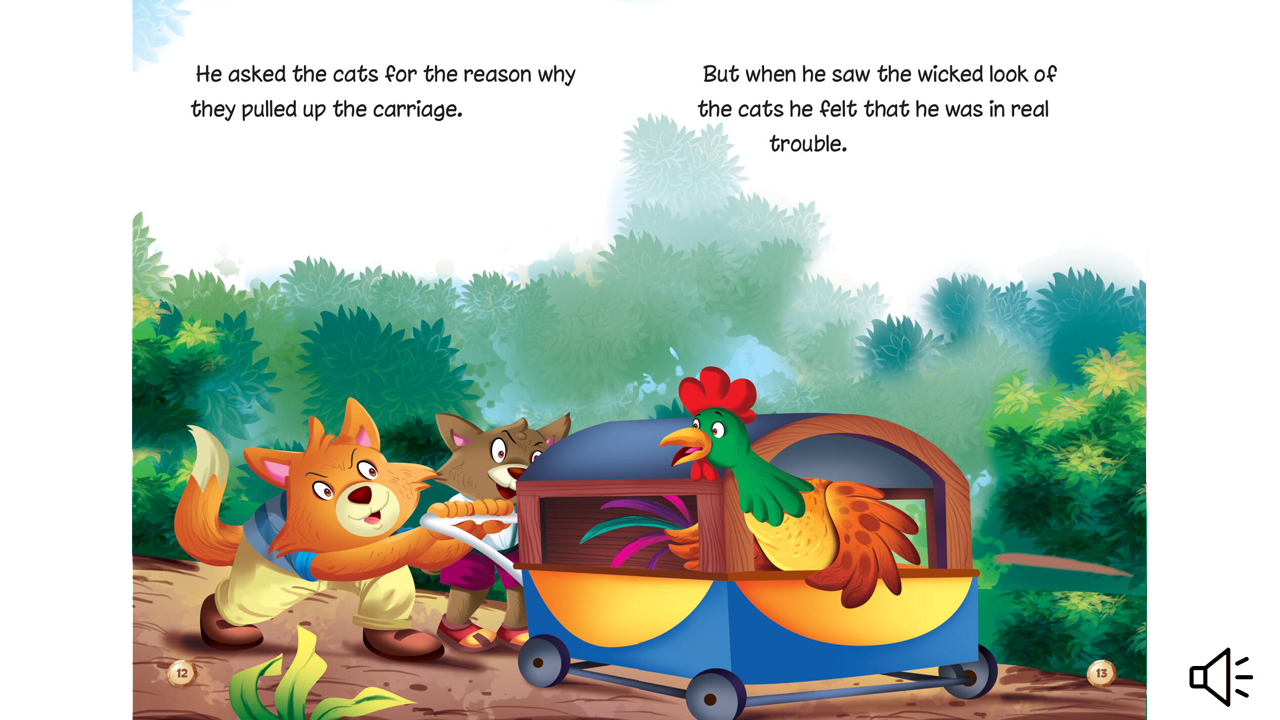 He asked the cats for the reason why
they pulled up the carriage.
But when he saw the wicked look of
the cats he felt that he was in real
trouble.
12
13